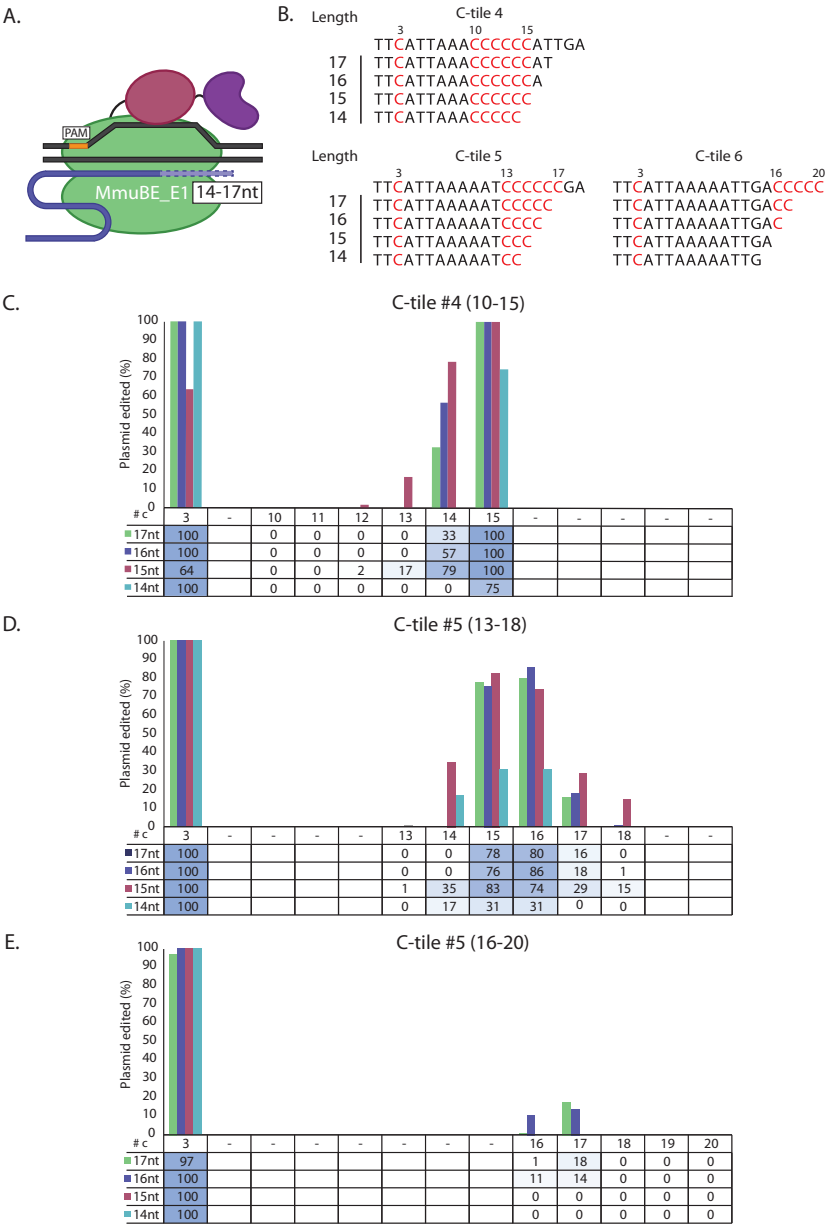 A.
PAM
MmuBE_E1
14-17nt
B.
Length
C-tile 4
3 10 15
TTCATTAAACCCCCCATTGA
17 TTCATTAAACCCCCCAT
16 TTCATTAAACCCCCCA
15 TTCATTAAACCCCCC
14 TTCATTAAACCCCC
Length
C-tile 5
3 13 17
TTCATTAAAAATCCCCCCGA
17 TTCATTAAAAATCCCCC
16 TTCATTAAAAATCCCC
15 TTCATTAAAAATCCC
14 TTCATTAAAAATCC
C-tile 6
3 16 20
TTCATTAAAAATTGACCCCC
TTCATTAAAAATTGACC
TTCATTAAAAATTGAC
TTCATTAAAAATTGA
TTCATTAAAAATTG
C.
C-tile #4 (10-15)
Plasmid edited (%)
100
90
80
70
60
50
40
30
20
10
0
# c 3 - 10 11 12 13 14 15 - - - - -
17nt 100 0 0 0 0 33 100
16nt 100 0 0 0 0 57 100
15nt 64 0 0 2 17 79 100
14nt 100 0 0 0 0 0 75
D.
C-tile #5 (13-18)
Plasmid edited (%)
100
90
80
70
60
50
40
30
20
10
0
# c 3 - - - - 13 14 15 16 17 18 - -
17nt 100 0 0 78 80 16 0
16nt 100 0 0 76 86 18 1
15nt 100 1 35 83 74 29 15
14nt 100 0 17 31 31 0 0
E.
C-tile #5 (16-20)
Plasmid edited (%)
100
90
80
70
60
50
40
30
20
10
0
# c 3 - - - - - - - 16 17 18 19 20
17nt 97 1 18 0 0 0
16nt 100 11 14 0 0 0
15nt 100 0 0 0 0 0
14nt 100 0 0 0 0 0